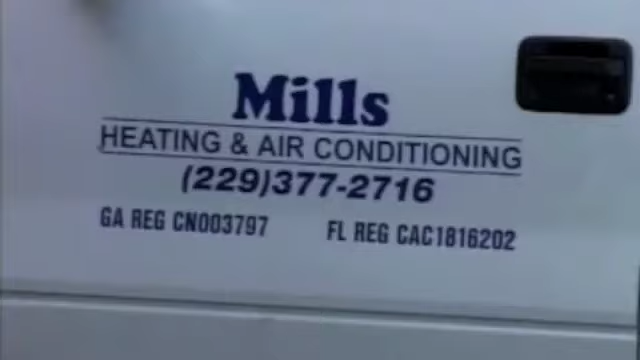 Mills
HEATING & AIR CONDITIONING
(229)377-2716
GA REG CN003797 FL REG CAC1816202